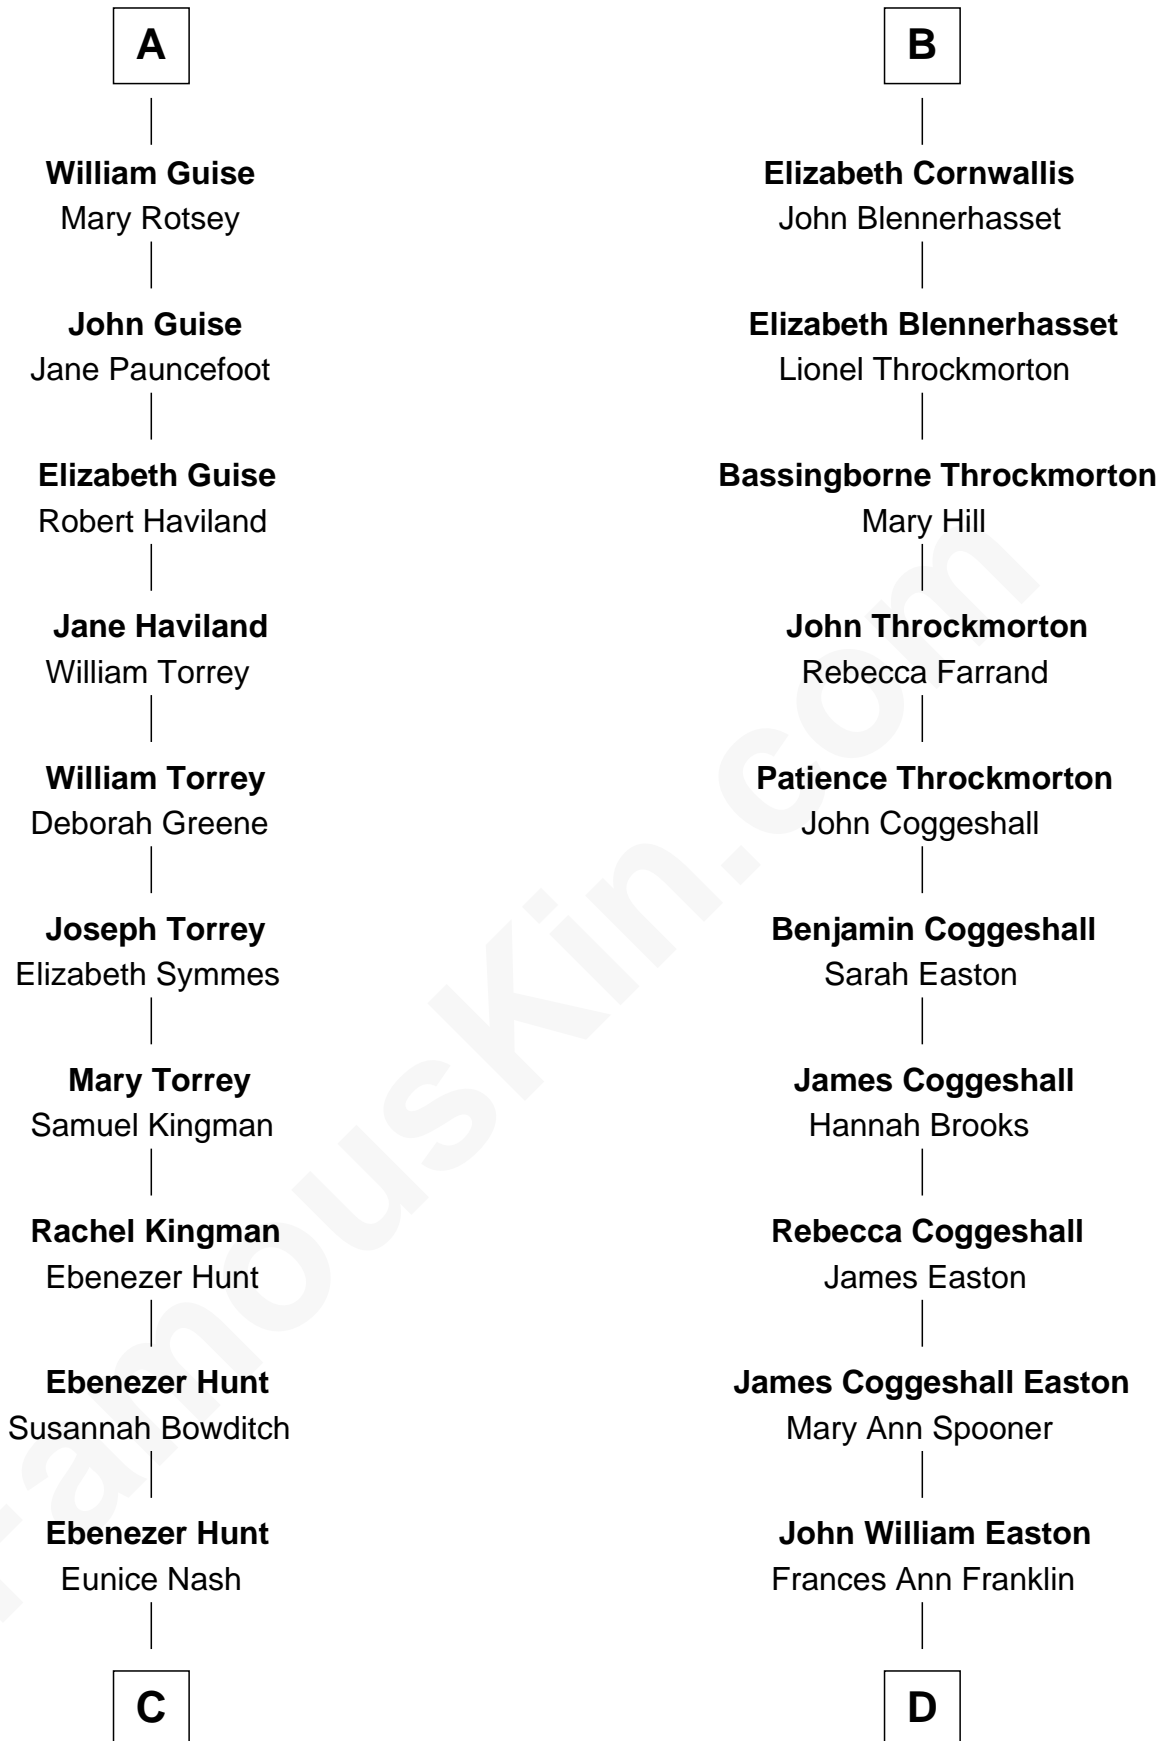 A
William Guise
Mary Rotsey
John Guise
Jane Pauncefoot
Elizabeth Guise
Robert Haviland
Jane Haviland
William Torrey
William Torrey
Deborah Greene
Joseph Torrey
Elizabeth Symmes
Mary Torrey
Samuel Kingman
Rachel Kingman
Ebenezer Hunt
Ebenezer Hunt
Susannah Bowditch
Ebenezer Hunt
Eunice Nash
C
B
Elizabeth Cornwallis
John Blennerhasset
Elizabeth Blennerhasset
Lionel Throckmorton
Bassingborne Throckmorton
Mary Hill
John Throckmorton
Rebecca Farrand
Patience Throckmorton
John Coggeshall
Benjamin Coggeshall
Sarah Easton
James Coggeshall
Hannah Brooks
Rebecca Coggeshall
James Easton
James Coggeshall Easton
Mary Ann Spooner
John William Easton
Frances Ann Franklin
D
FamousKin.com